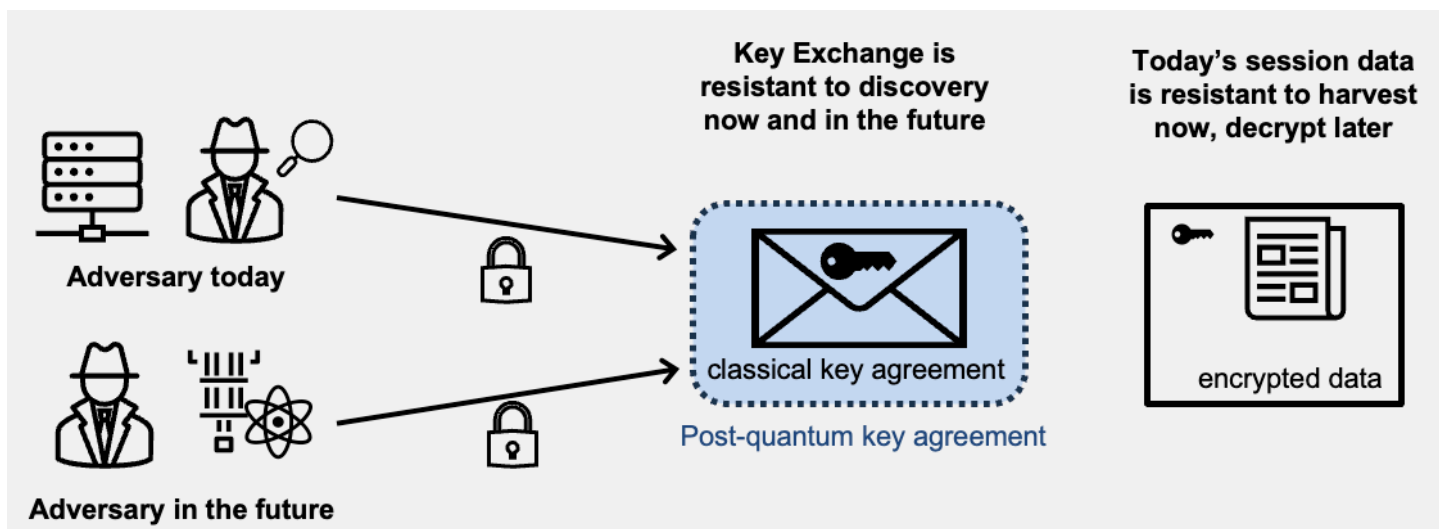 Key Exchange is
resistant to discovery
now and in the future
Today's session data
is resistant to harvest
now, decrypt later
Adversary today
classical key agreement
encrypted data
Post-quantum key agreement
Adversary in the future